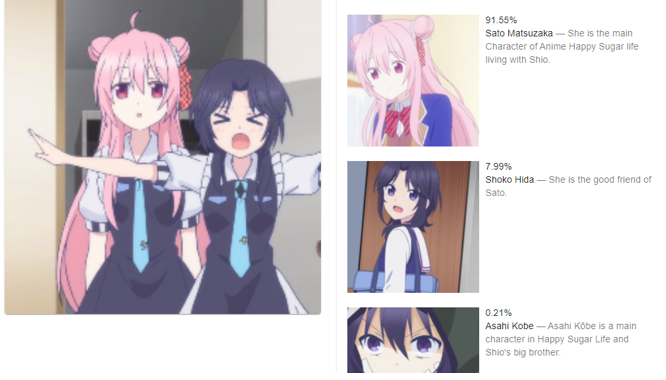 91.55%
Sato Matsuzaka — She is the main
Character of Anime Happy Sugar life
living with Shio.
7.99%
Shoko Hida — She is the good friend of
Sato.
0.21%
Asahi Kobe — Asahi Kōbe is a main
character in Happy Sugar Life and
Shio's big brother.